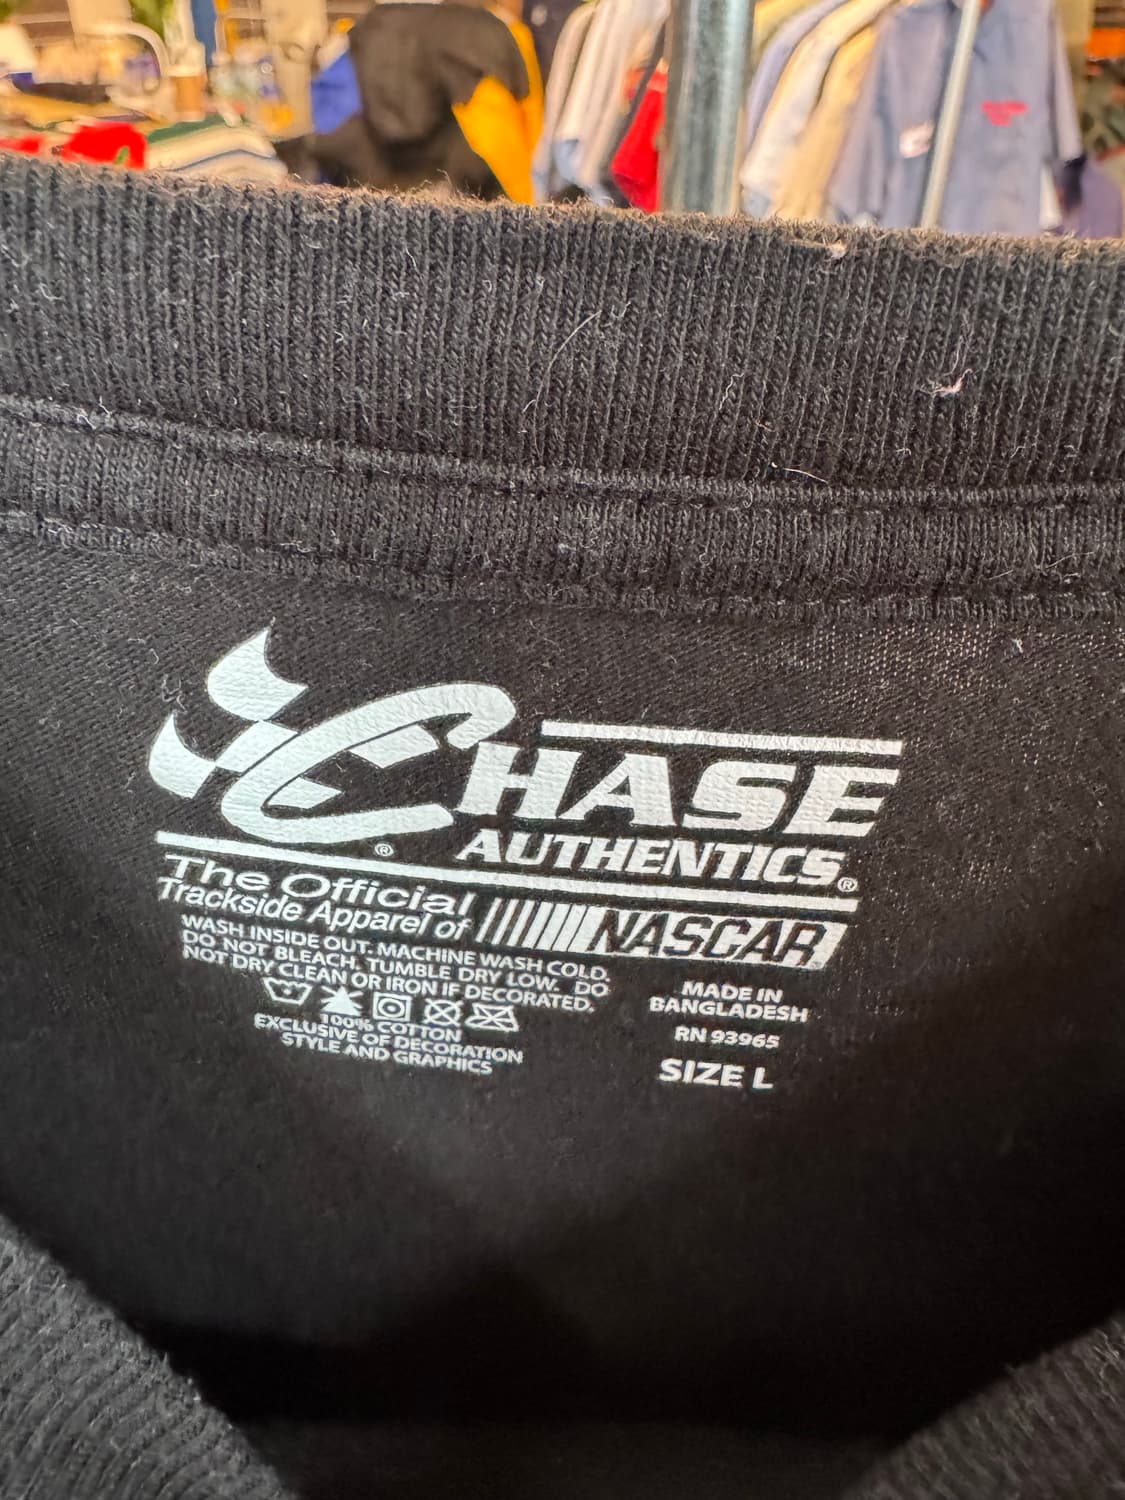 CHASE
AUTHENTICS®
®
The Official
Trackside Apparel of NASCAR
WASH INSIDE OUT. MACHINE WASH COLD.
DO NOT BLEACH. TUMBLE DRY LOW. DO
NOT DRY CLEAN OR IRON IF DECORATED.
100% COTTON
EXCLUSIVE OF DECORATION
STYLE AND GRAPHICS
MADE IN
BANGLADESH
RN 93965
SIZE L